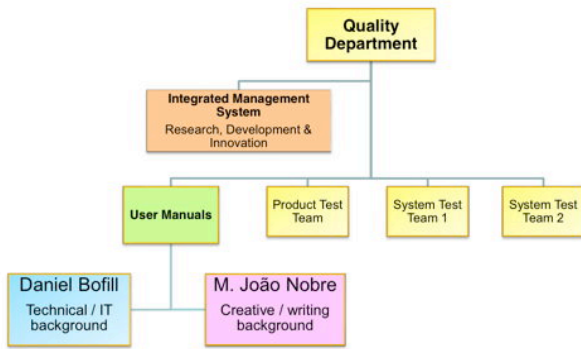 Quality
Department
Integrated Management
System
Research, Development &
Innovation
User Manuals
Product Test
Team
System Test
Team 1
System Test
Team 2
Daniel Bofill
Technical / IT
background
M. João Nobre
Creative / writing
background